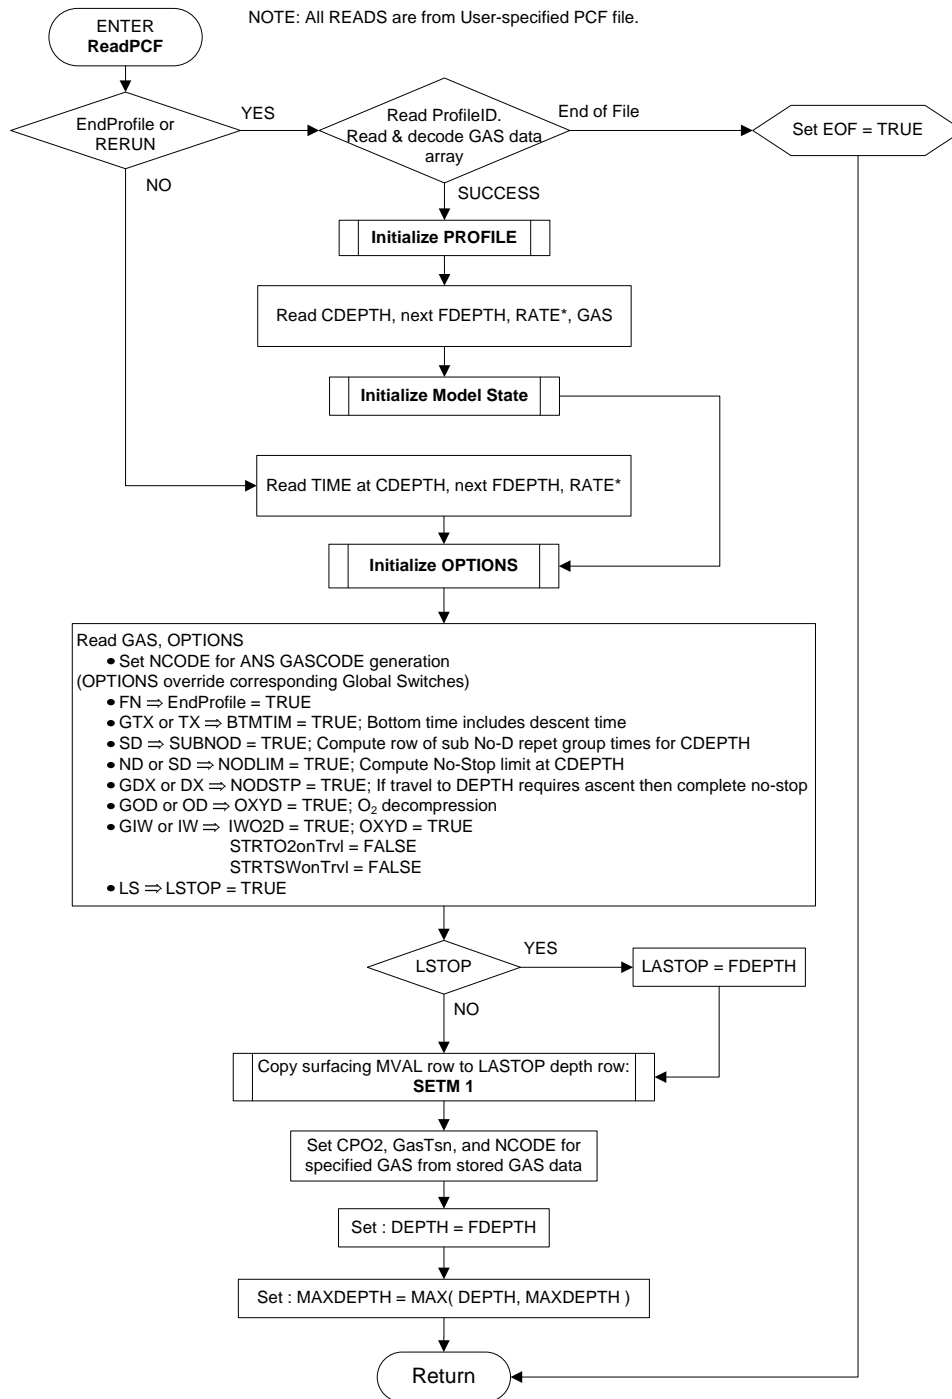 NOTE: All READS are from User-specified PCF file.
ENTER
ReadPCF
EndProfile or
RERUN
YES
NO
Read ProfileID.
Read & decode GAS data
array
End of File
Set EOF = TRUE
SUCCESS
Initialize PROFILE
Read CDEPTH, next FDEPTH, RATE*, GAS
Initialize Model State
Read TIME at CDEPTH, next FDEPTH, RATE*
Initialize OPTIONS
Read GAS, OPTIONS
• Set NCODE for ANS GASCODE generation
(OPTIONS override corresponding Global Switches)
• FN ⇒ EndProfile = TRUE
• GTX or TX ⇒ BTMTIM = TRUE; Bottom time includes descent time
• SD ⇒ SUBNOD = TRUE; Compute row of sub No-D repet group times for CDEPTH
• ND or SD ⇒ NODLIM = TRUE; Compute No-Stop limit at CDEPTH
• GDX or DX ⇒ NODSTP = TRUE; If travel to DEPTH requires ascent then complete no-stop
• GOD or OD ⇒ OXYD = TRUE; O₂ decompression
• GIW or IW ⇒ IWO2D = TRUE; OXYD = TRUE
STRTO2onTrvl = FALSE
STRTSWonTrvl = FALSE
• LS ⇒ LSTOP = TRUE
LSTOP
YES
LASTOP = FDEPTH
NO
Copy surfacing MVAL row to LASTOP depth row:
SETM 1
Set CPO2, GasTsn, and NCODE for
specified GAS from stored GAS data
Set : DEPTH = FDEPTH
Set : MAXDEPTH = MAX( DEPTH, MAXDEPTH )
Return